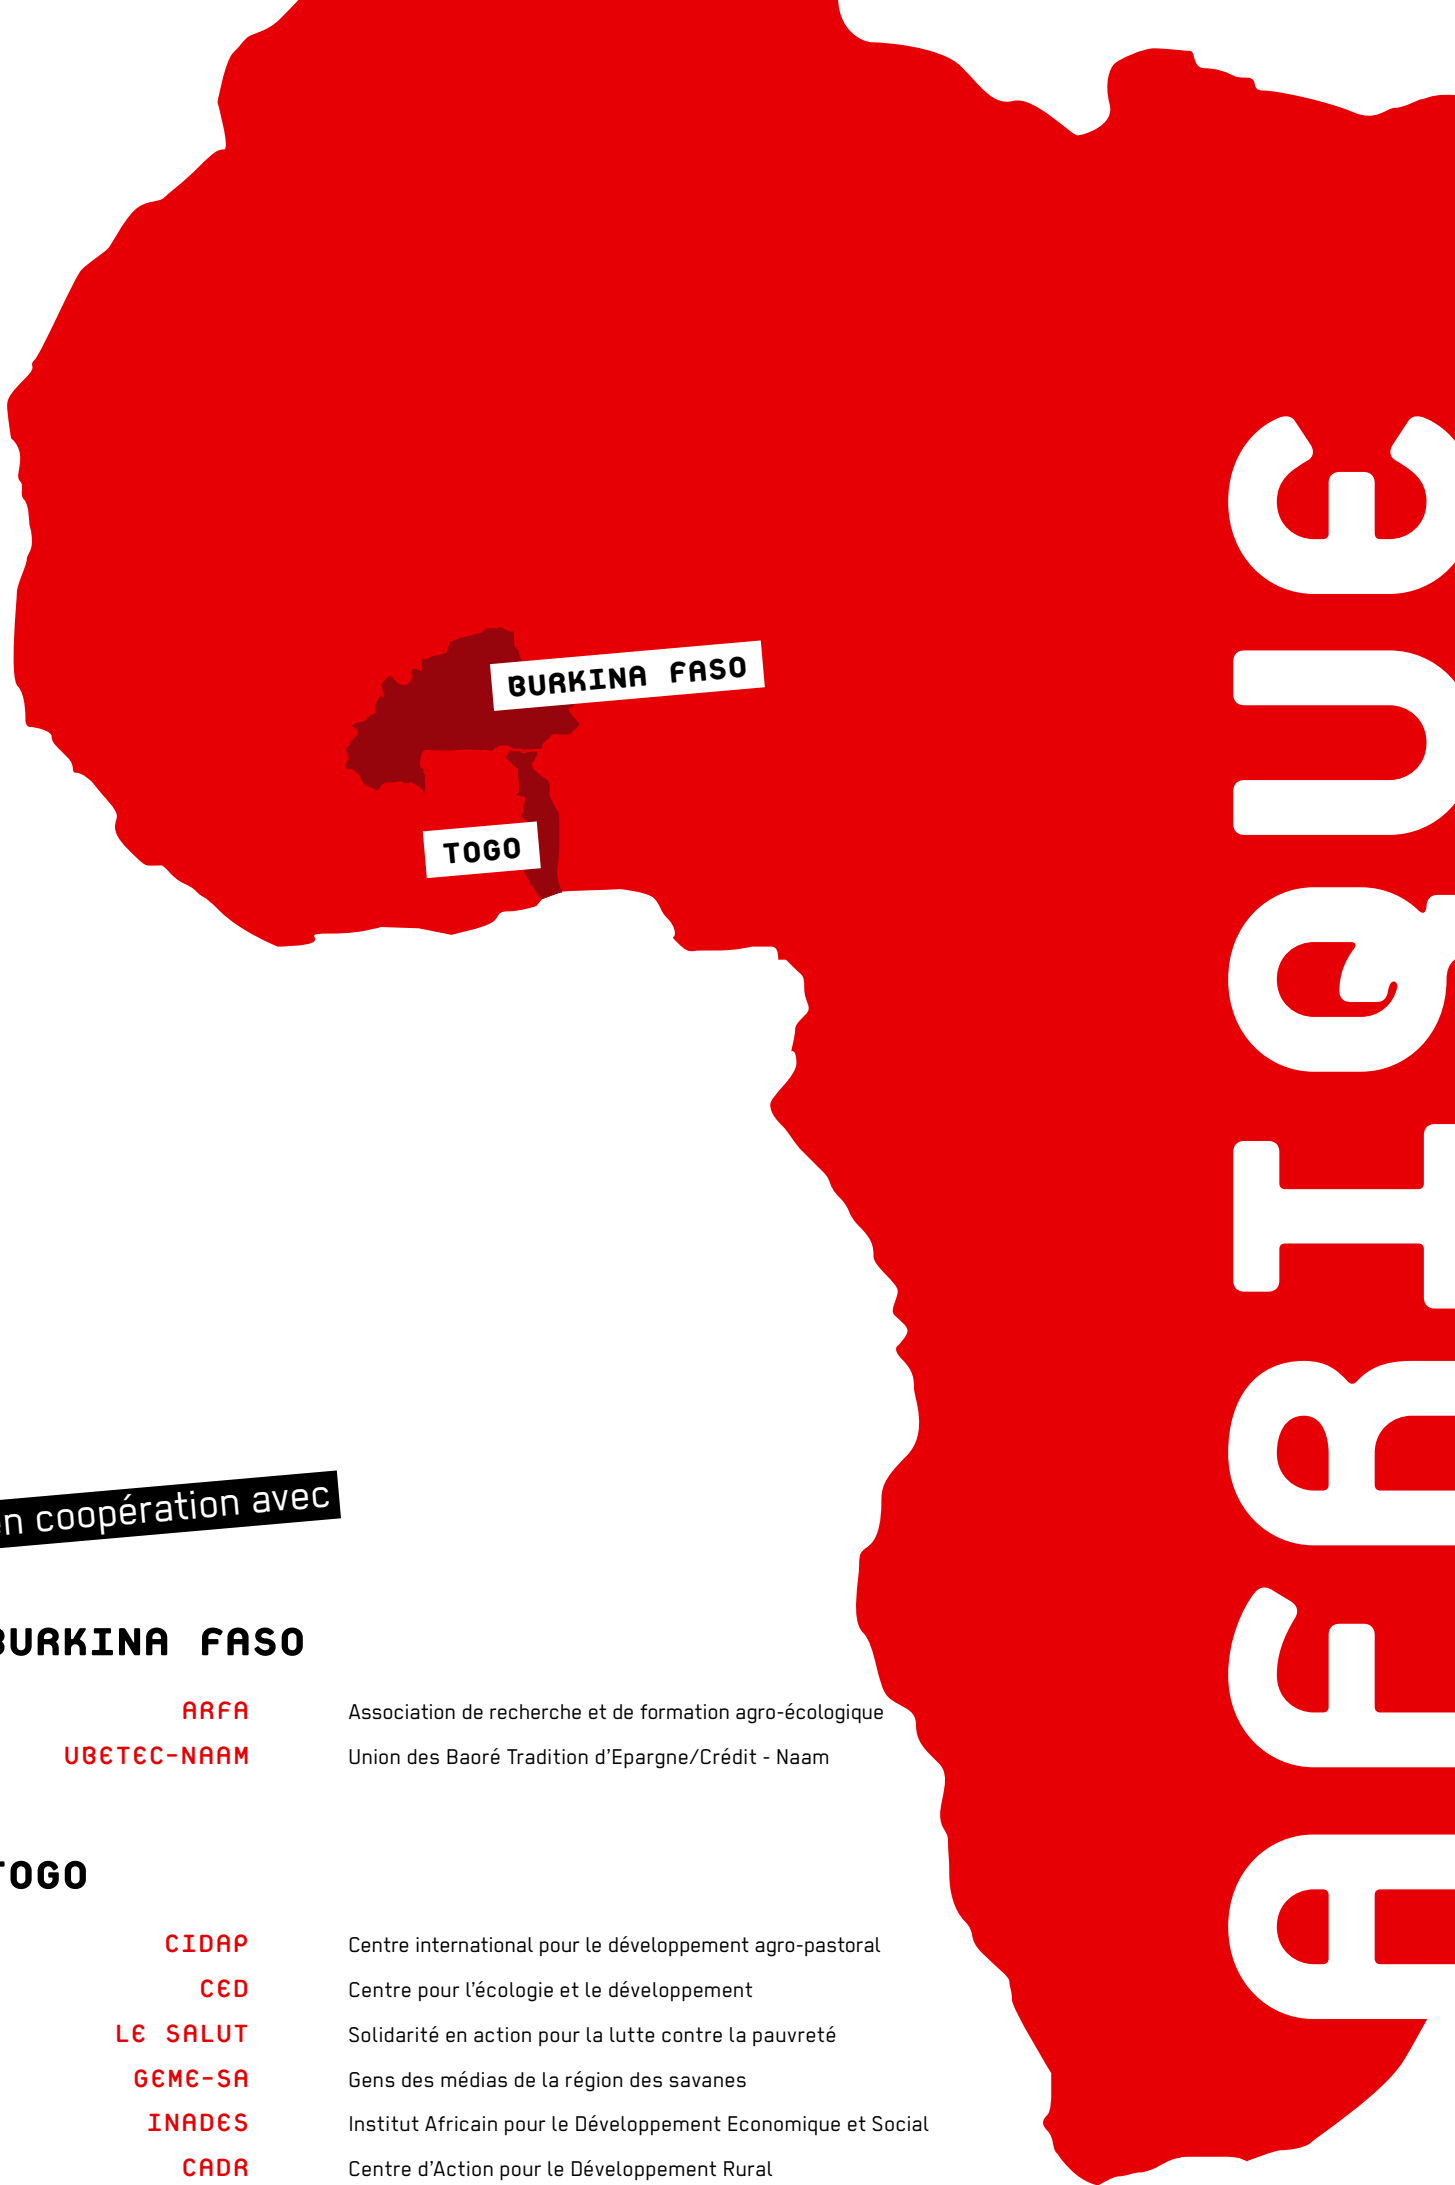 BURKINA FASO
TOGO
AFRIQUE
en coopération avec
BURKINA FASO
ARFA Association de recherche et de formation agro-écologique
UBETEC-NAAM Union des Baoré Tradition d’Epargne/Crédit - Naam
TOGO
CIDAP Centre international pour le développement agro-pastoral
CED Centre pour l’écologie et le développement
LE SALUT Solidarité en action pour la lutte contre la pauvreté
GEME-SA Gens des médias de la région des savanes
INADES Institut Africain pour le Développement Economique et Social
CADR Centre d’Action pour le Développement Rural